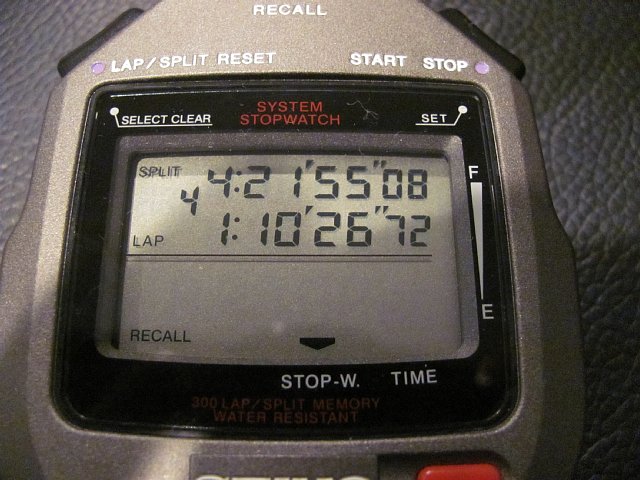 RECALL
LAP/SPLIT RESET START STOP
SELECT CLEAR SYSTEM STOPWATCH SET
SPLIT 4 4:21'55"08
LAP 1:10'26"72
F
E
RECALL
STOP-W. TIME
300 LAP/SPLIT MEMORY
WATER RESISTANT